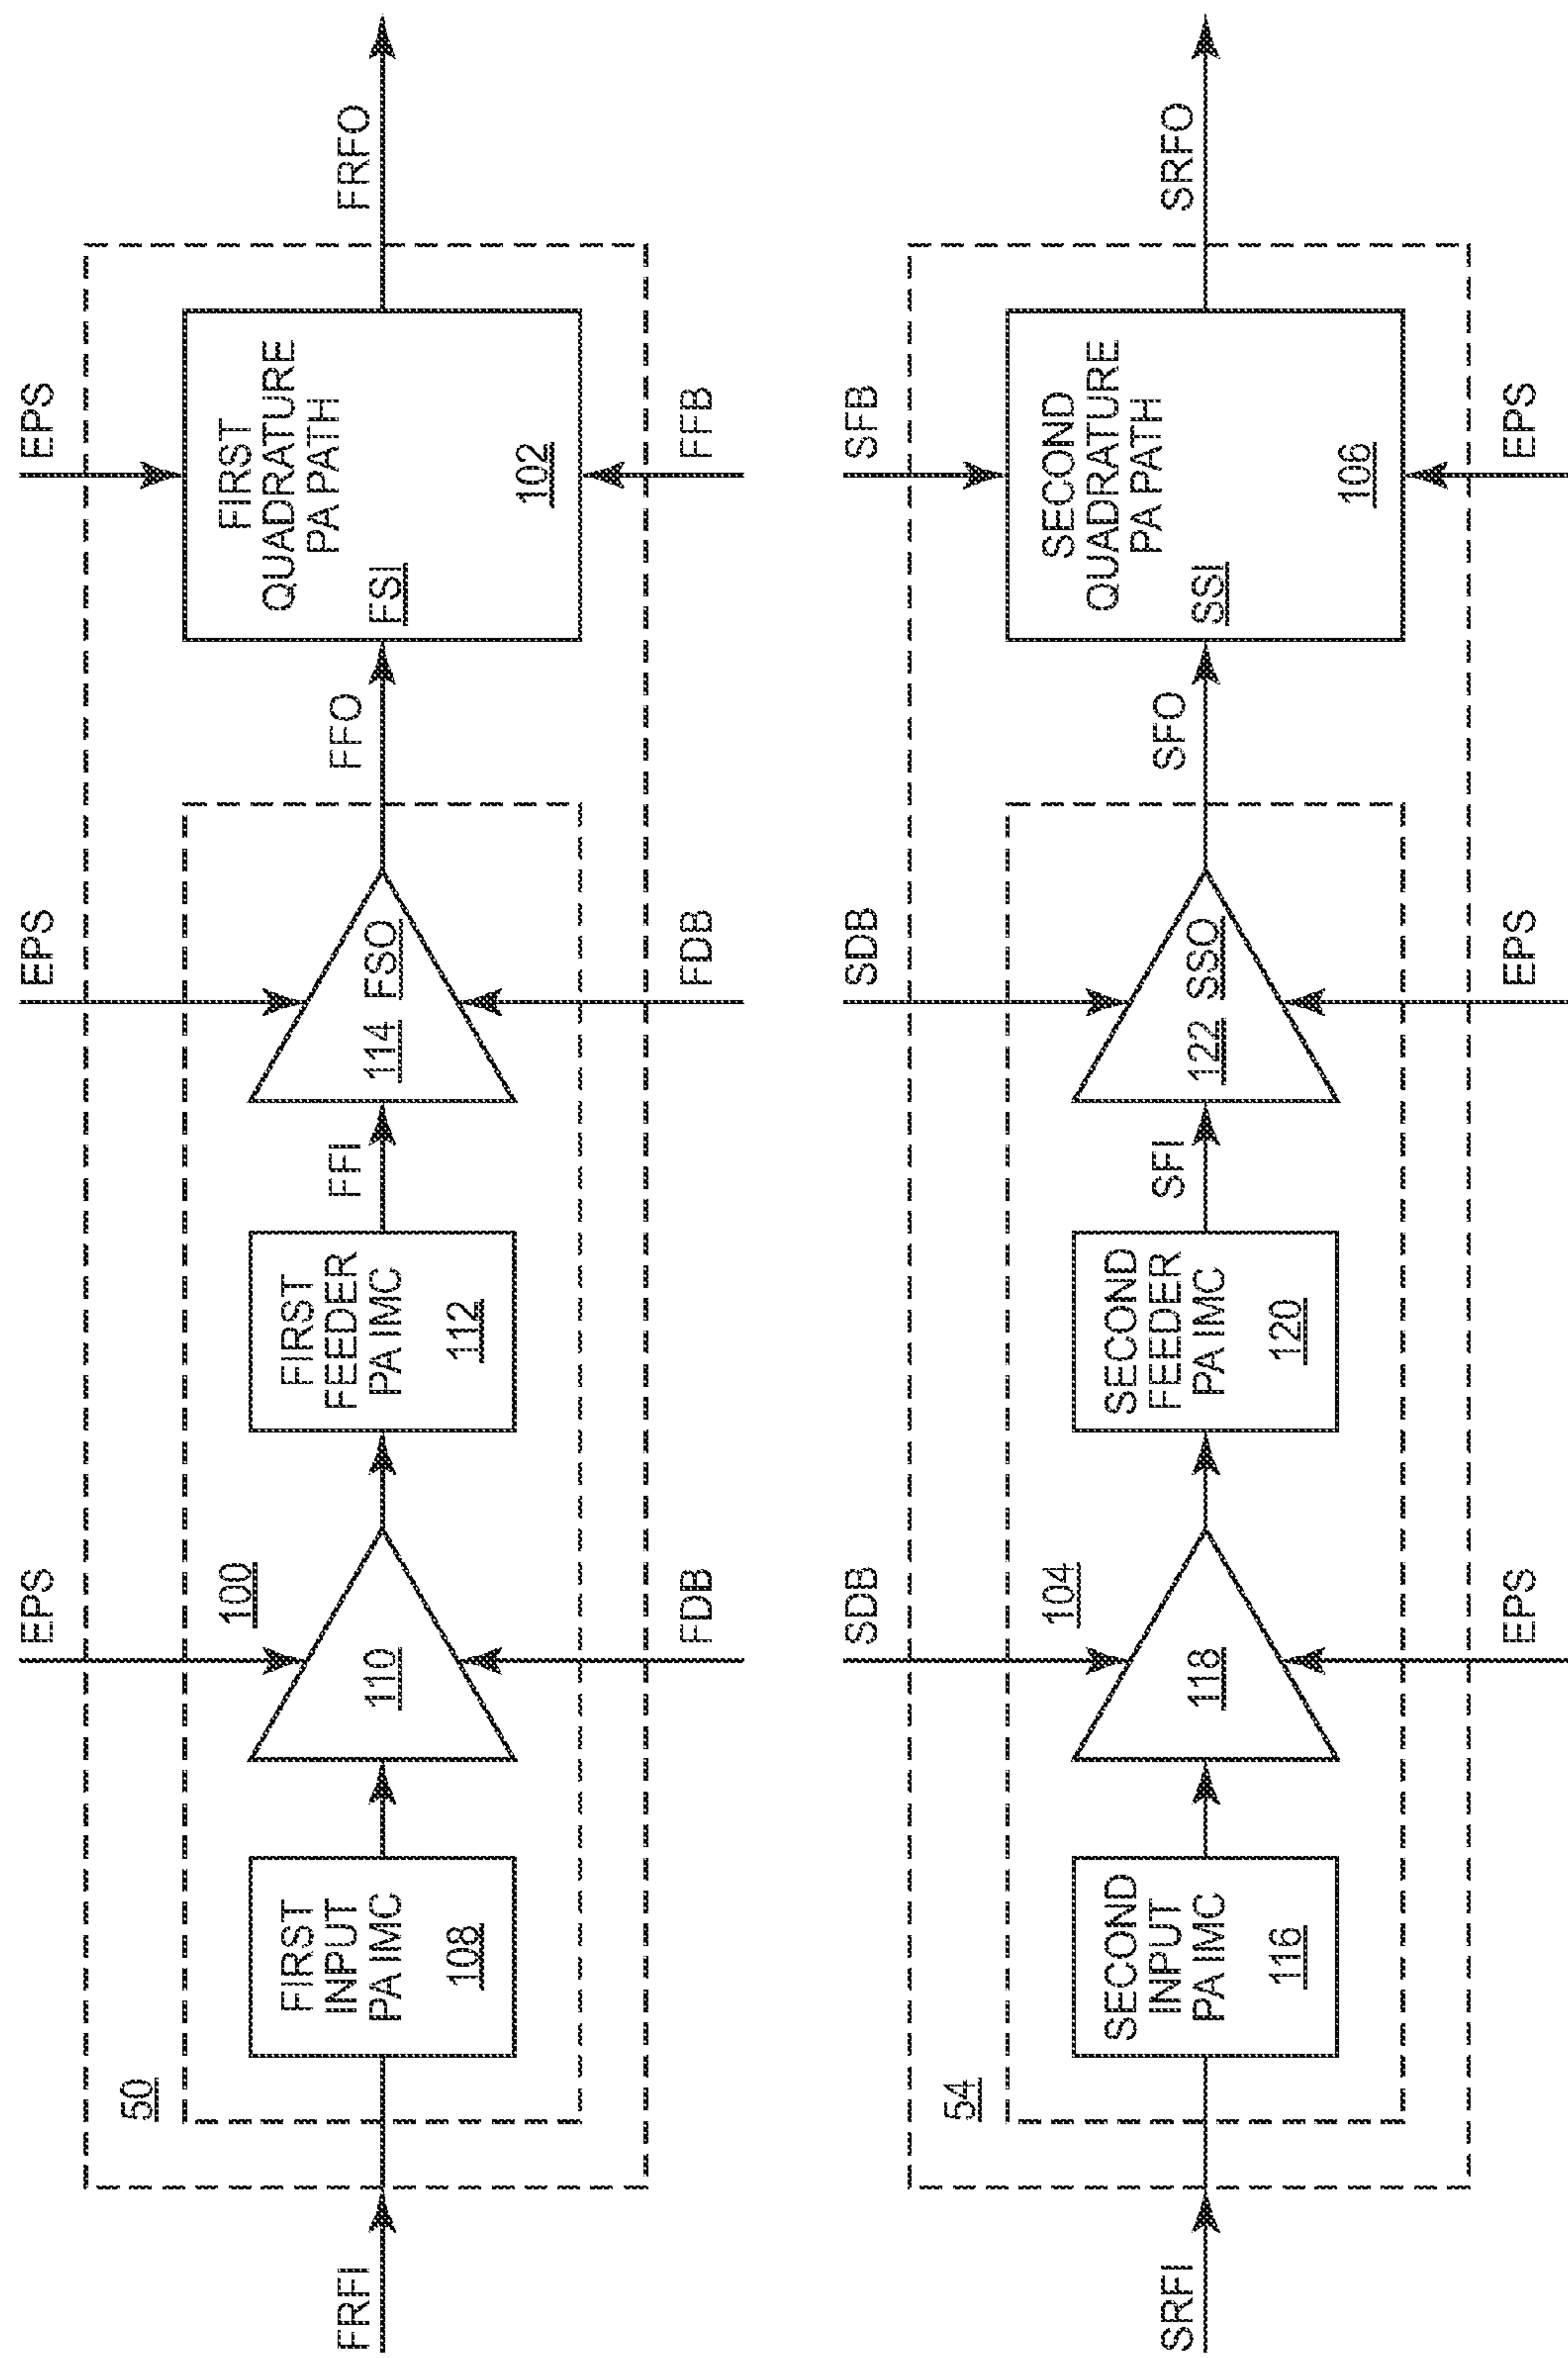 EPS
EPS
EPS
50
100
FRFI
FIRST
INPUT
PA IMC
108
110
FIRST
FEEDER
PA IMC
112
FFI
114
FSO
FFO
FIRST
QUADRATURE
PA PATH
FSI
102
FRFO
FDB
FDB
FFB
SDB
SDB
SFB
54
104
SRFI
SECOND
INPUT
PA IMC
116
118
SECOND
FEEDER
PA IMC
120
SFI
122
SSO
SFO
SECOND
QUADRATURE
PA PATH
SSI
106
SRFO
EPS
EPS
EPS